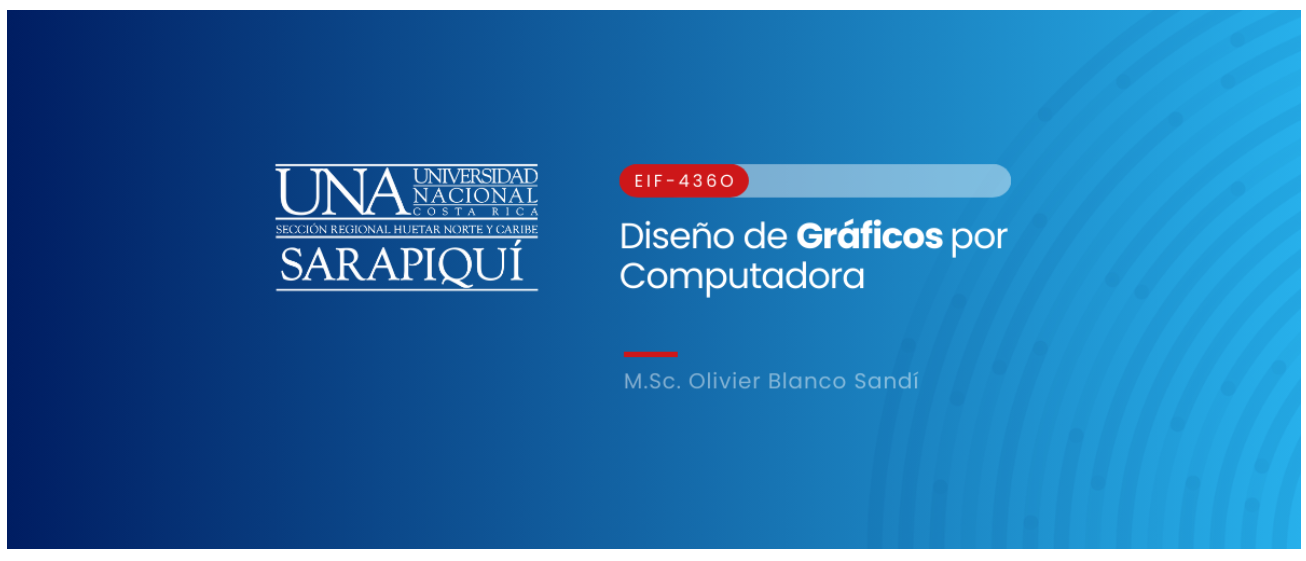 UNA UNIVERSIDAD
NACIONAL
COSTA RICA
SECCIÓN REGIONAL HUETAR NORTE Y CARIBE
SARAPIQUÍ
EIF-436O
Diseño de Gráficos por
Computadora
M.Sc. Olivier Blanco Sandí